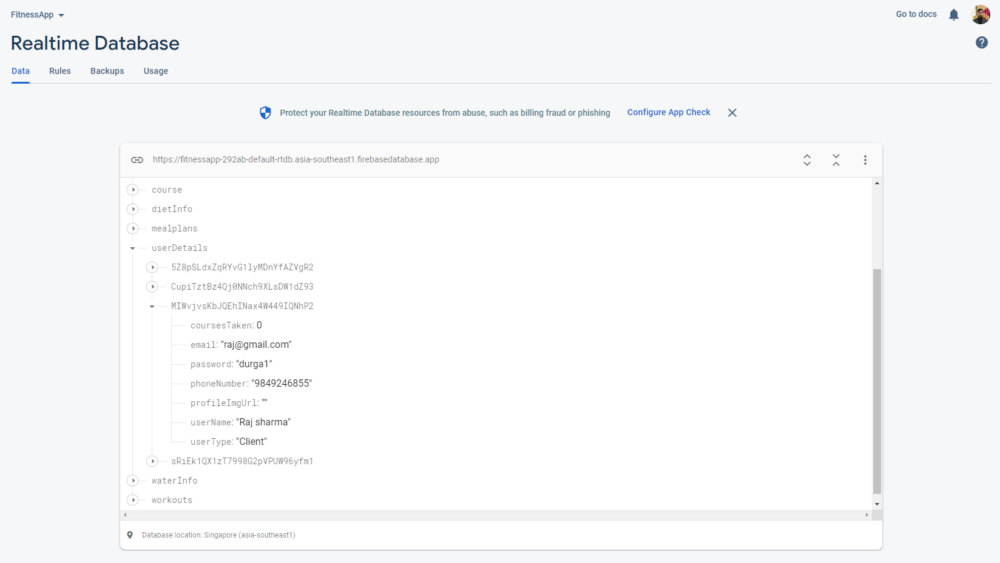 FitnessApp
Go to docs
Realtime Database
Data Rules Backups Usage
Protect your Realtime Database resources from abuse, such as billing fraud or phishing Configure App Check
https://fitnessapp-292ab-default-rtdb.asia-southeast1.firebasedatabase.app
course
dietInfo
mealplans
userDetails
5Z8pSLdxZqRYvG1lyMDnYfAZVgR2
CupiTztBz4Qj0NNch9XLsDW1dZ93
MIWvjvsKbJQEhINax4W449IQNhP2
coursesTaken: 0
email: "raj@gmail.com"
password: "durga1"
phoneNumber: "9849246855"
profileImgUrl: ""
userName: "Raj sharma"
userType: "Client"
sRiEk1QX1zT7998G2pVPUW96yfm1
waterInfo
workouts
Database location: Singapore (asia-southeast1)